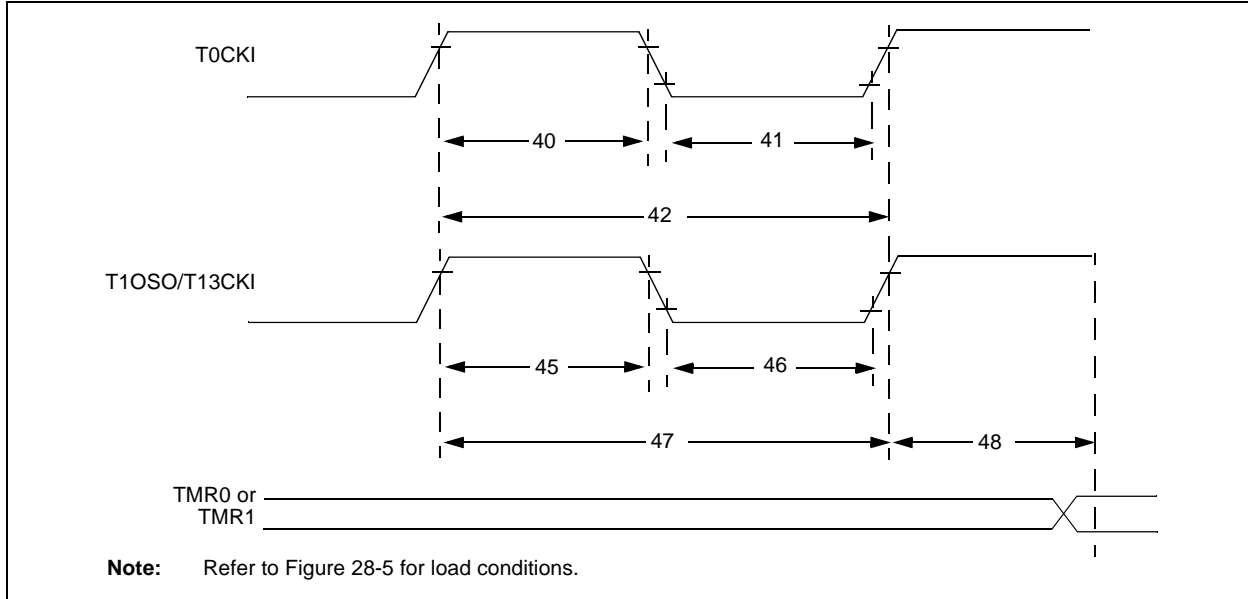 T0CKI
40
41
42
T1OSO/T13CKI
45
46
47
48
TMR0 or
TMR1
Note: Refer to Figure 28-5 for load conditions.